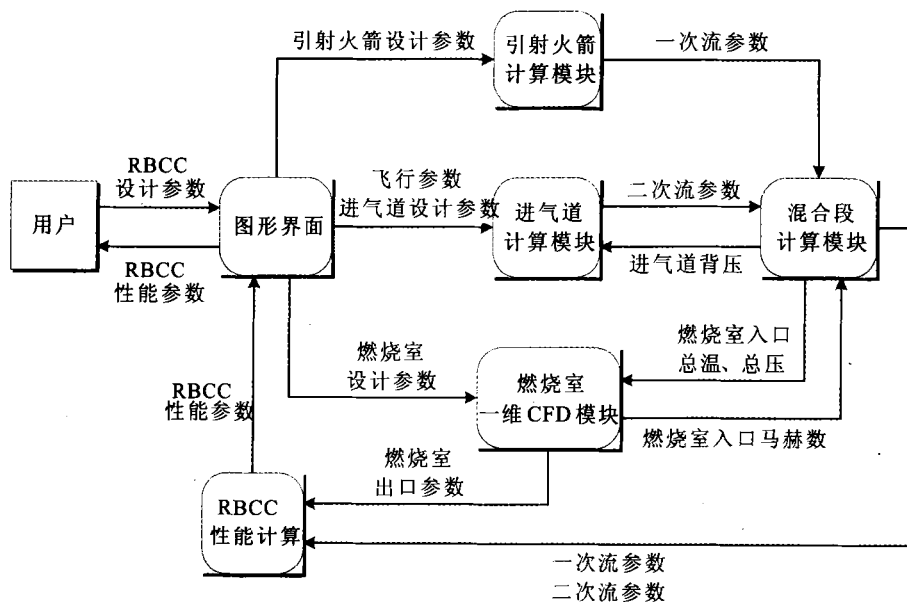 引射火箭设计参数
引射火箭
计算模块
一次流参数
RBCC
设计参数
用户
RBCC
性能参数
图形界面
飞行参数
进气道设计参数
进气道
计算模块
二次流参数
进气道背压
混合段
计算模块
燃烧室
设计参数
燃烧室
一维CFD模块
燃烧室入口
总温、总压
燃烧室入口马赫数
RBCC
性能参数
燃烧室
出口参数
RBCC
性能计算
一次流参数
二次流参数